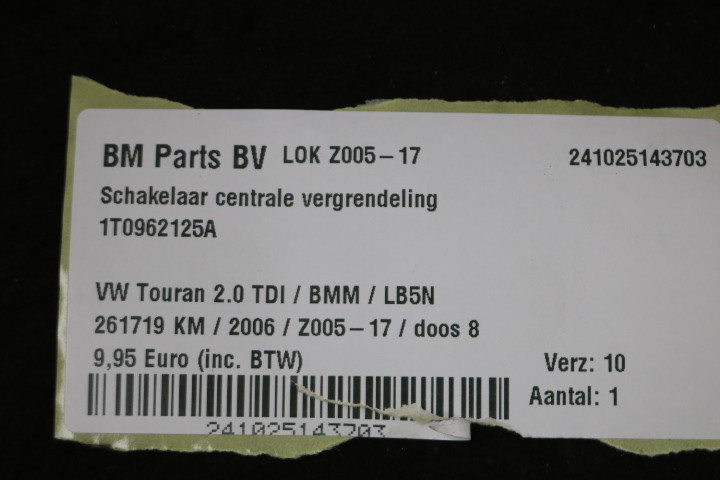 BM Parts BV LOK Z005-17 241025143703
Schakelaar centrale vergrendeling
1T0962125A
VW Touran 2.0 TDI / BMM / LB5N
261719 KM / 2006 / Z005-17 / doos 8
9,95 Euro (inc. BTW) Verz: 10
Aantal: 1
241025143703